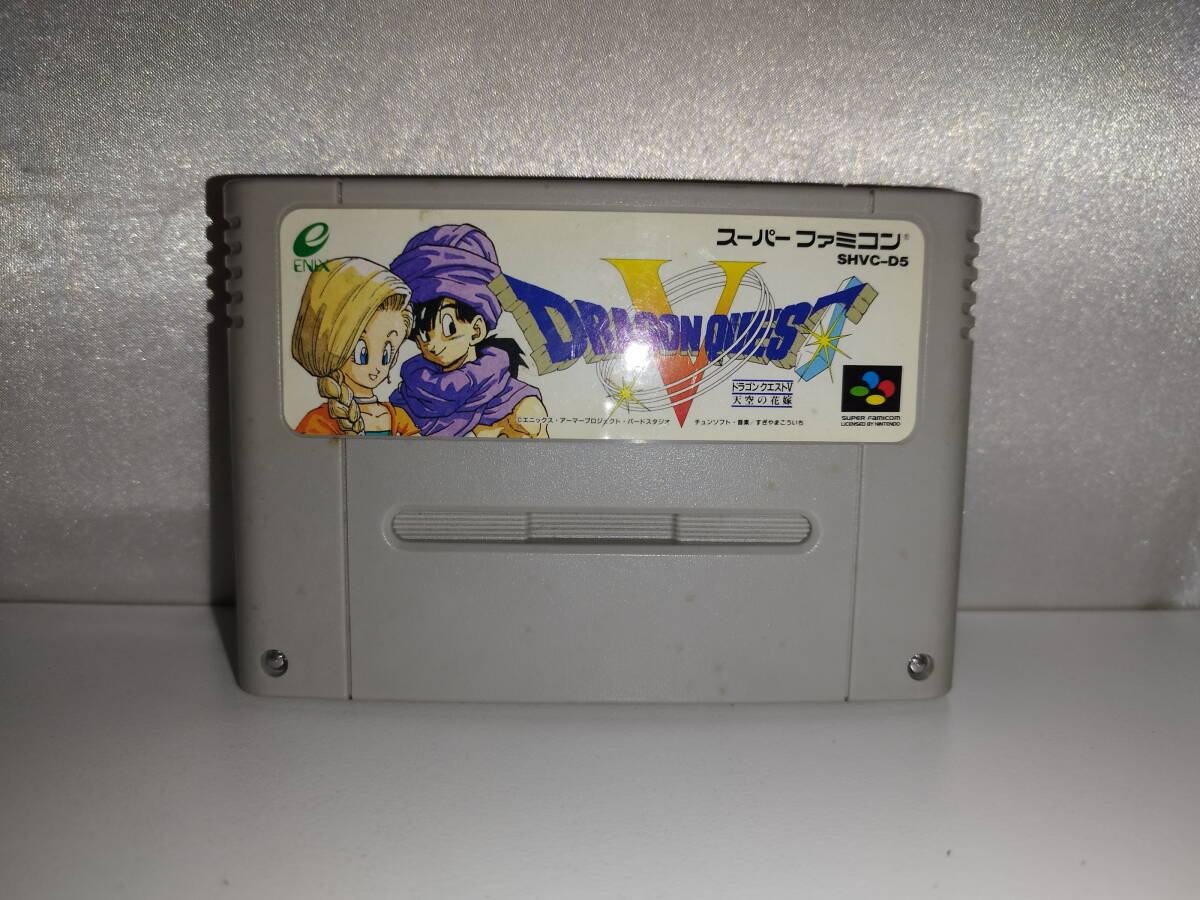 ENIX
スーパーファミコン®
SHVC-D5
V
DRAGON QUEST
ドラゴンクエストV
天空の花嫁
©エニックス・アーマープロジェクト・バードスタジオ チュンソフト・音楽/すぎやまこういち
SUPER FAMICOM
LICENSED BY NINTENDO